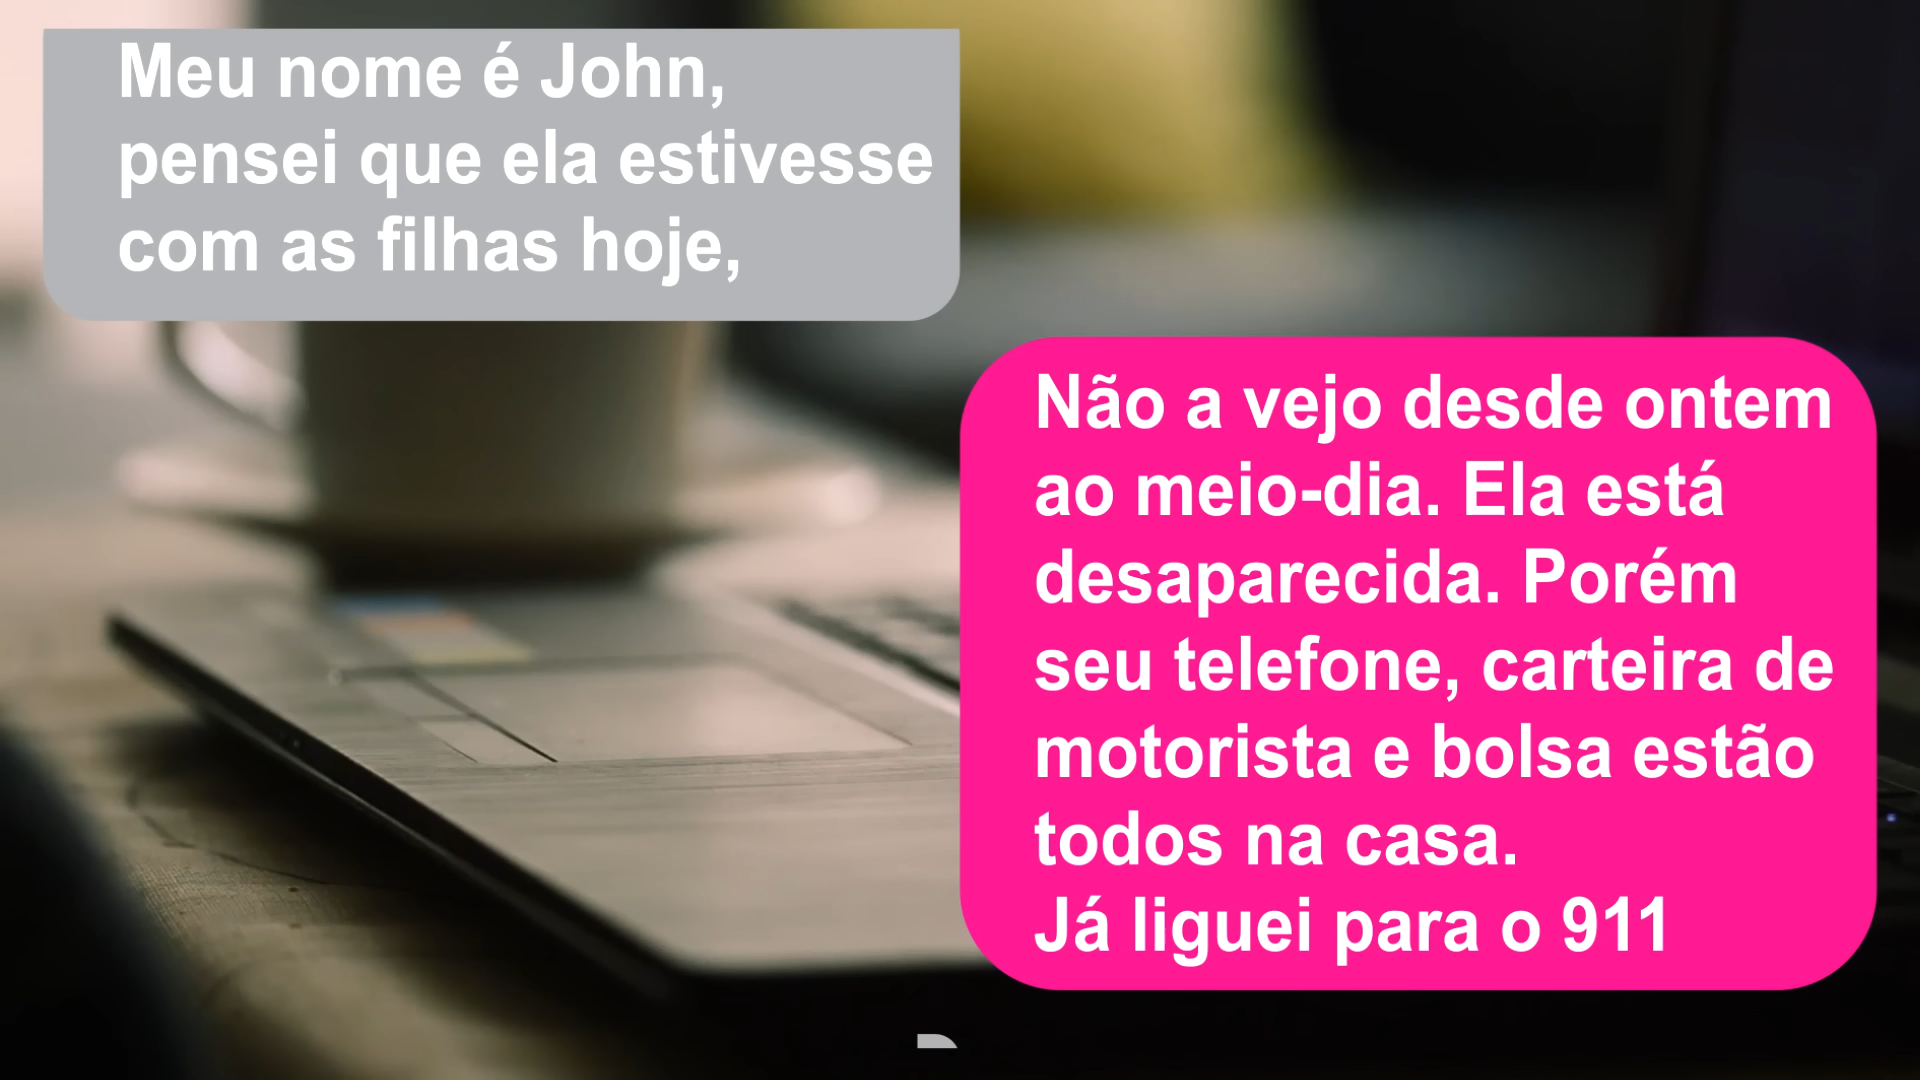 Meu nome é John,
pensei que ela estivesse
com as filhas hoje,
Não a vejo desde ontem
ao meio-dia. Ela está
desaparecida. Porém
seu telefone, carteira de
motorista e bolsa estão
todos na casa.
Já liguei para o 911